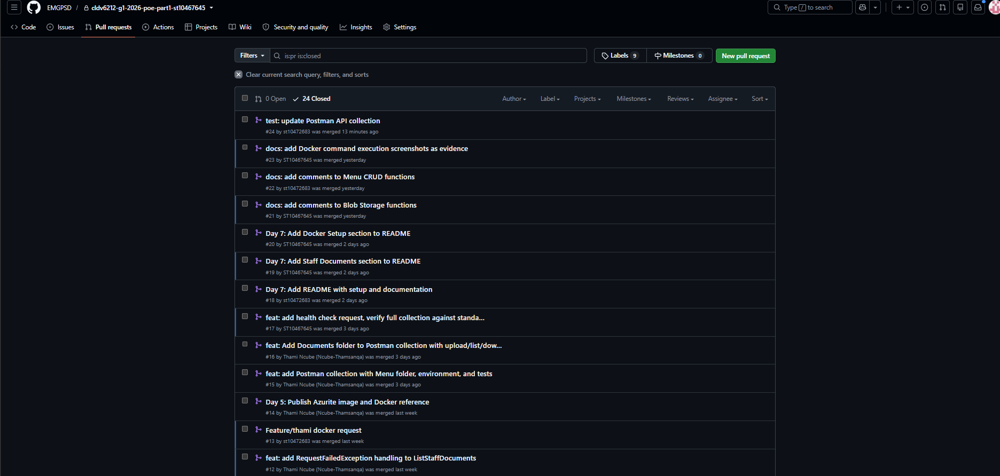 EMGPSD / cldv6212-g1-2026-poe-part1-st10467645
Type / to search
Code Issues Pull requests Actions Projects Wiki Security and quality Insights Settings
Filters is:pr is:closed Labels 9 Milestones 0 New pull request
Clear current search query, filters, and sorts
0 Open 24 Closed Author Label Projects Milestones Reviews Assignee Sort
test: update Postman API collection
#24 by st10472683 was merged 13 minutes ago
docs: add Docker command execution screenshots as evidence
#23 by ST10467645 was merged yesterday
docs: add comments to Menu CRUD functions
#22 by st10472683 was merged yesterday
docs: add comments to Blob Storage functions
#21 by ST10467645 was merged yesterday
Day 7: Add Docker Setup section to README
#20 by ST10467645 was merged 2 days ago
Day 7: Add Staff Documents section to README
#19 by ST10467645 was merged 2 days ago
Day 7: Add README with setup and documentation
#18 by st10472683 was merged 2 days ago
feat: add health check request, verify full collection against standa...
#17 by ST10467645 was merged 3 days ago
feat: Add Documents folder to Postman collection with upload/list/dow...
#16 by Thami Ncube (Ncube-Thamsanqa) was merged 3 days ago
feat: add Postman collection with Menu folder, environment, and tests
#15 by Thami Ncube (Ncube-Thamsanqa) was merged 3 days ago
Day 5: Publish Azurite image and Docker reference
#14 by Thami Ncube (Ncube-Thamsanqa) was merged last week
Feature/thami docker request
#13 by st10472683 was merged last week
feat: add RequestFailedException handling to ListStaffDocuments
#12 by Thami Ncube (Ncube-Thamsanqa) was merged last week